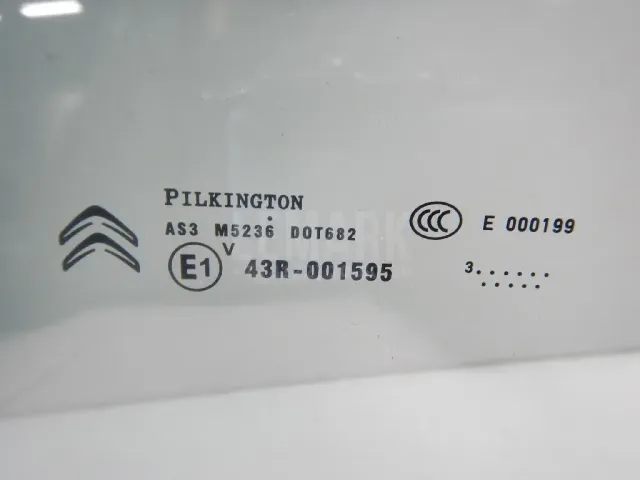 PILKINGTON
AS3 M5236 DOT682
E1 V 43R-001595
CCC E 000199
3......
.....